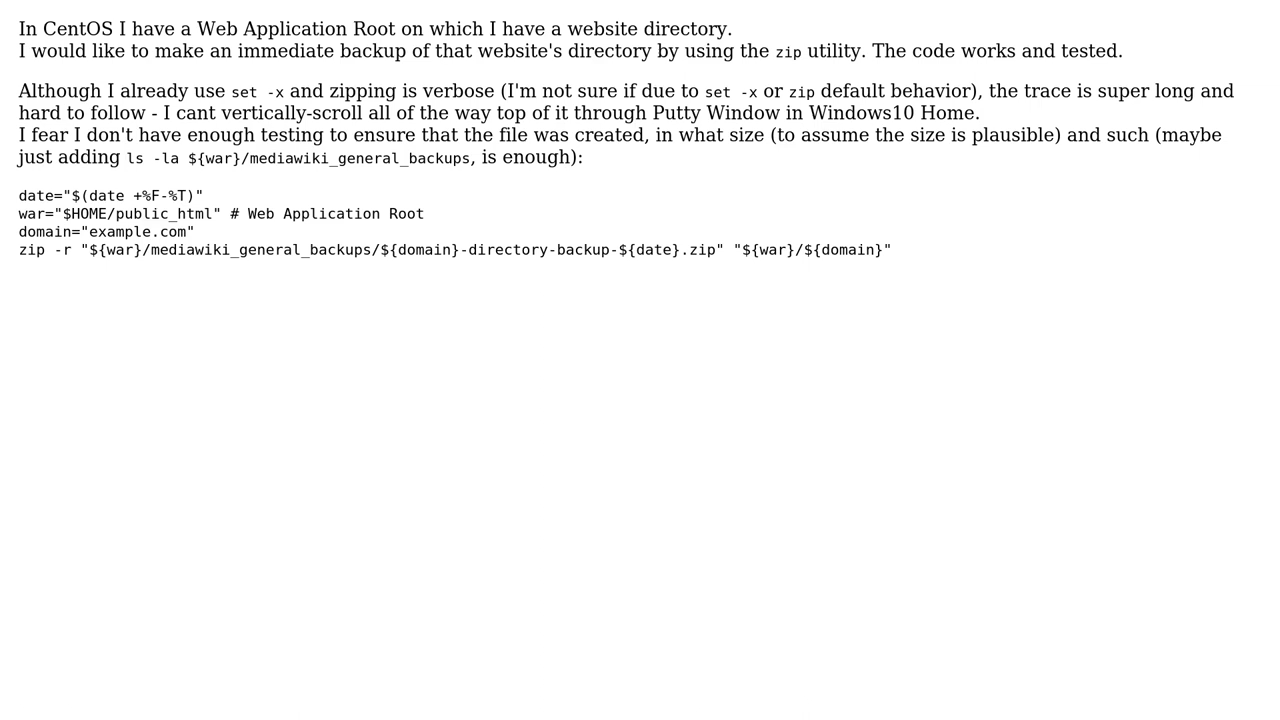 In CentOS I have a Web Application Root on which I have a website directory.
I would like to make an immediate backup of that website's directory by using the zip utility. The code works and tested.
Although I already use set -x and zipping is verbose (I'm not sure if due to set -x or zip default behavior), the trace is super long and
hard to follow - I cant vertically-scroll all of the way top of it through Putty Window in Windows10 Home.
I fear I don't have enough testing to ensure that the file was created, in what size (to assume the size is plausible) and such (maybe
just adding ls -la ${war}/mediawiki_general_backups, is enough):
date="$(date +%F-%T)"
war="$HOME/public_html" # Web Application Root
domain="example.com"
zip -r "${war}/mediawiki_general_backups/${domain}-directory-backup-${date}.zip" "${war}/${domain}"